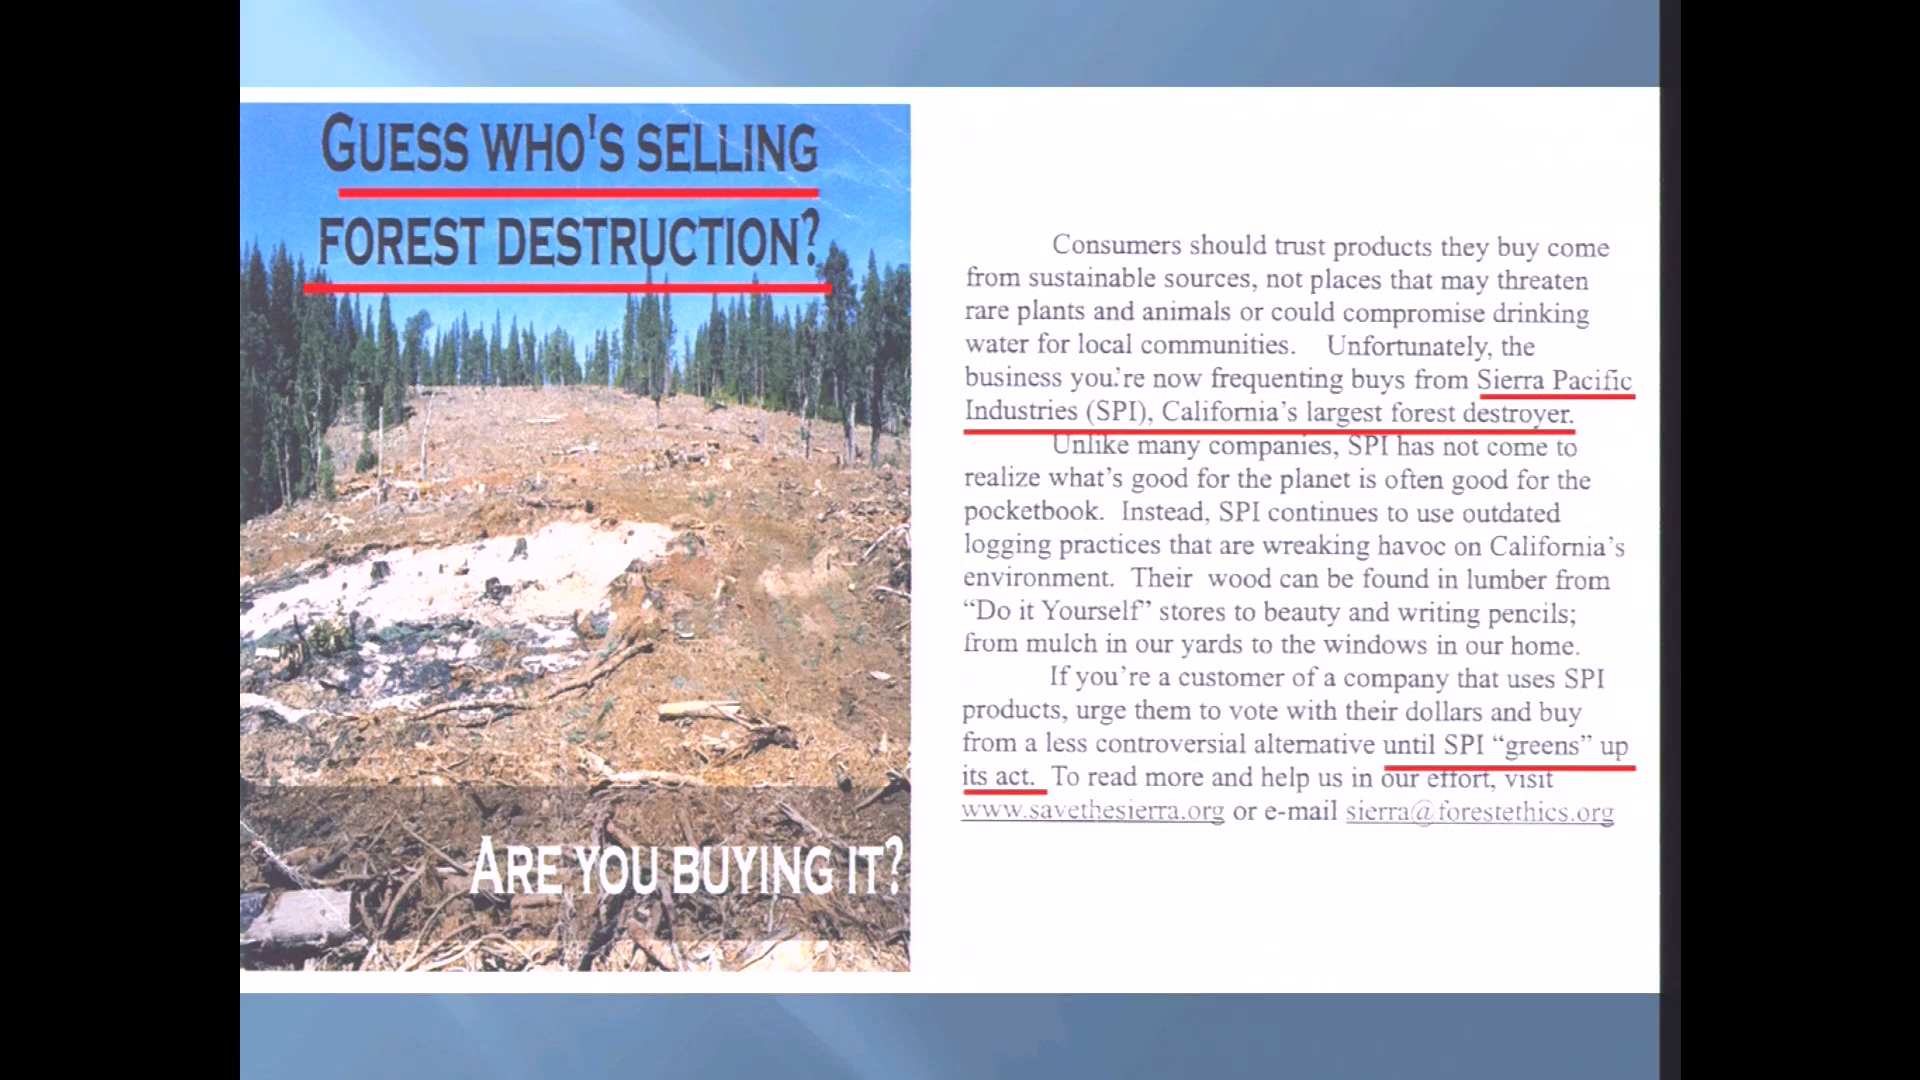 GUESS WHO'S SELLING
FOREST DESTRUCTION?
ARE YOU BUYING IT?
Consumers should trust products they buy come
from sustainable sources, not places that may threaten
rare plants and animals or could compromise drinking
water for local communities. Unfortunately, the
business you're now frequenting buys from Sierra Pacific
Industries (SPI), California's largest forest destroyer.
Unlike many companies, SPI has not come to
realize what's good for the planet is often good for the
pocketbook. Instead, SPI continues to use outdated
logging practices that are wreaking havoc on California's
environment. Their wood can be found in lumber from
“Do it Yourself” stores to beauty and writing pencils;
from mulch in our yards to the windows in our home.
If you're a customer of a company that uses SPI
products, urge them to vote with their dollars and buy
from a less controversial alternative until SPI “greens” up
its act. To read more and help us in our effort, visit
www.savethesierra.org or e-mail sierra@forestethics.org